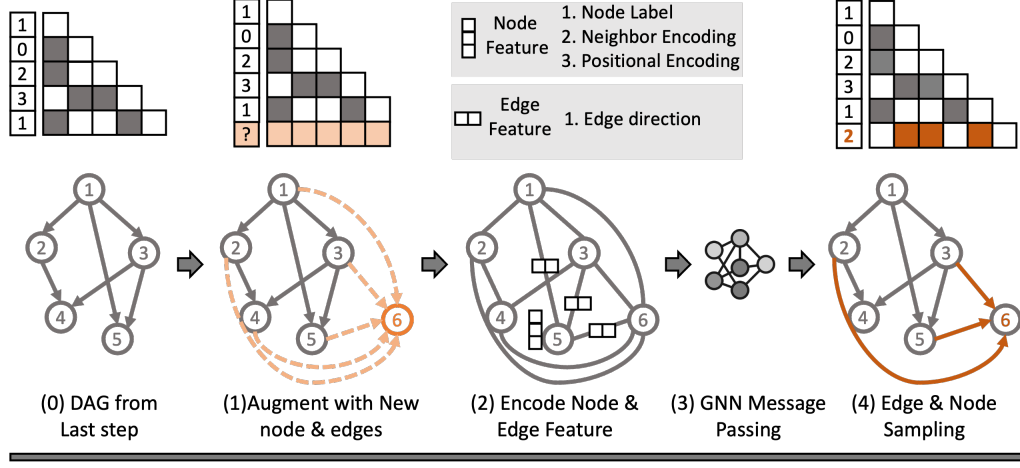 1
0
2
3
1
1
0
2
3
1
?
Node
Feature
1. Node Label
2. Neighbor Encoding
3. Positional Encoding
Edge
Feature
1. Edge direction
1
0
2
3
1
2
1
2
3
4
5
1
2
3
4
5
6
1
2
3
4
5
6
1
2
3
4
5
6
(0) DAG from
Last step
(1)Augment with New
node & edges
(2) Encode Node &
Edge Feature
(3) GNN Message
Passing
(4) Edge & Node
Sampling